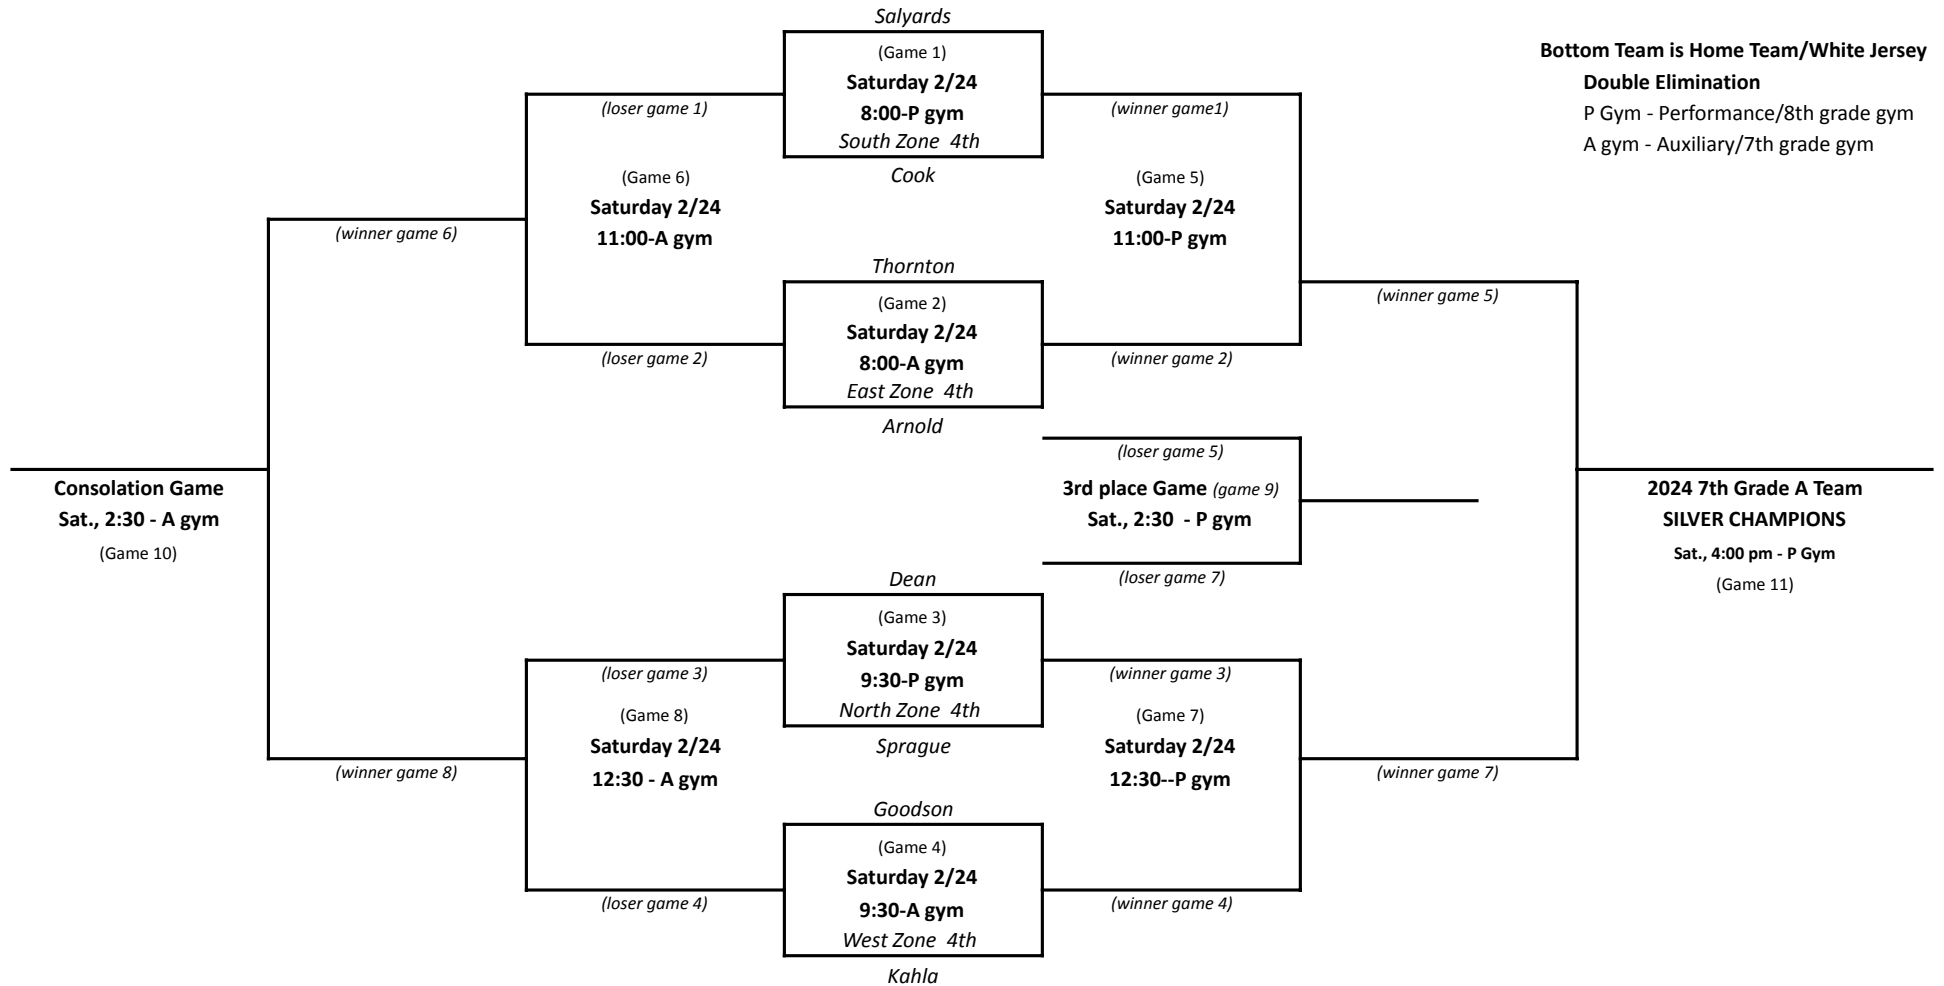 Salyards
(Game 1)
Saturday 2/24
8:00-P gym
South Zone  4th
Cook
Bottom Team is Home Team/White Jersey
Double Elimination
P Gym - Performance/8th grade gym
A gym - Auxiliary/7th grade gym
(loser game 1)
(winner game1)
(Game 6)
Saturday 2/24
11:00-A gym
(Game 5)
Saturday 2/24
11:00-P gym
(winner game 6)
Thornton
(Game 2)
Saturday 2/24
8:00-A gym
East Zone  4th
Arnold
(winner game 5)
(loser game 2)
(winner game 2)
(loser game 5)
3rd place Game (game 9)
Sat., 2:30  - P gym
(loser game 7)
Consolation Game
Sat., 2:30 - A gym
(Game 10)
2024 7th Grade A Team
SILVER CHAMPIONS
Sat., 4:00 pm - P Gym
(Game 11)
Dean
(Game 3)
Saturday 2/24
9:30-P gym
North Zone  4th
Sprague
(loser game 3)
(winner game 3)
(Game 8)
Saturday 2/24
12:30 - A gym
(Game 7)
Saturday 2/24
12:30--P gym
(winner game 8)
(winner game 7)
Goodson
(Game 4)
Saturday 2/24
9:30-A gym
West Zone  4th
Kahla
(loser game 4)
(winner game 4)